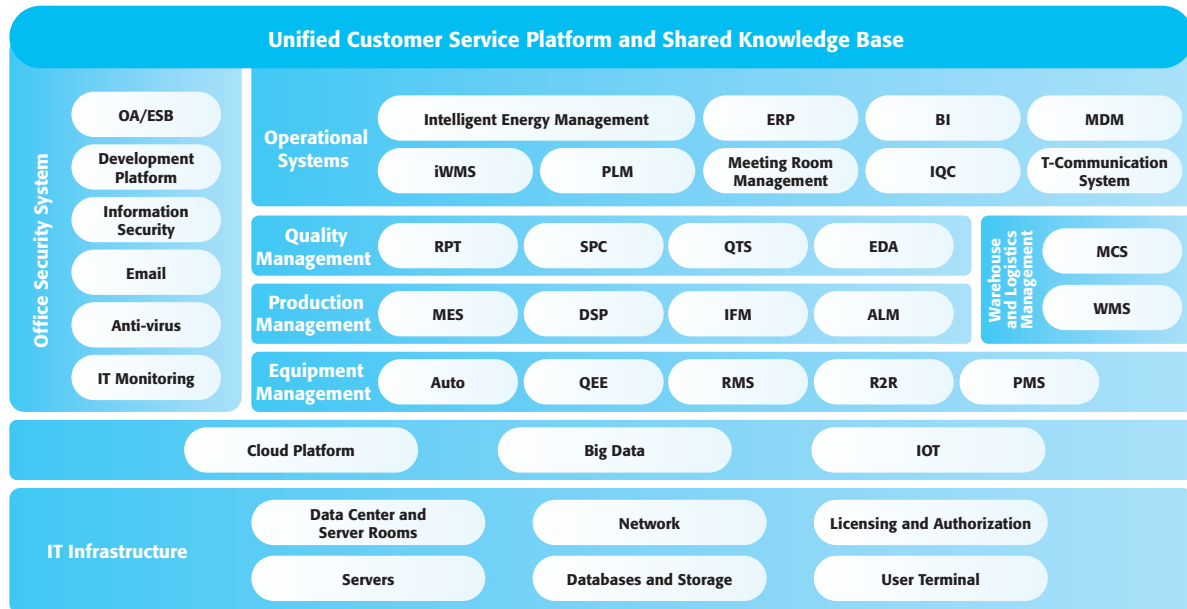 Unified Customer Service Platform and Shared Knowledge Base
Office Security System
OA/ESB
Development
Platform
Information
Security
Email
Anti-virus
IT Monitoring
Operational
Systems
Intelligent Energy Management
ERP
BI
MDM
iWMS
PLM
Meeting Room
Management
IQC
T-Communication
System
Quality
Management
RPT
SPC
QTS
EDA
Production
Management
MES
DSP
IFM
ALM
Warehouse
and Logistics
Management
MCS
WMS
Equipment
Management
Auto
QEE
RMS
R2R
PMS
Cloud Platform
Big Data
IOT
IT Infrastructure
Data Center and
Server Rooms
Network
Licensing and Authorization
Servers
Databases and Storage
User Terminal